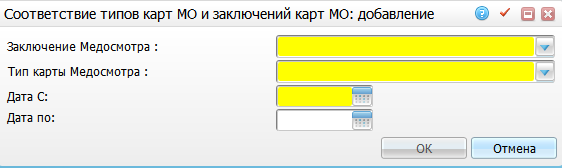 Соответствие типов карт МО и заключений карт МО: добавление
Заключение Медосмотра :
Тип карты Медосмотра :
Дата С:
Дата по:
ОК Отмена